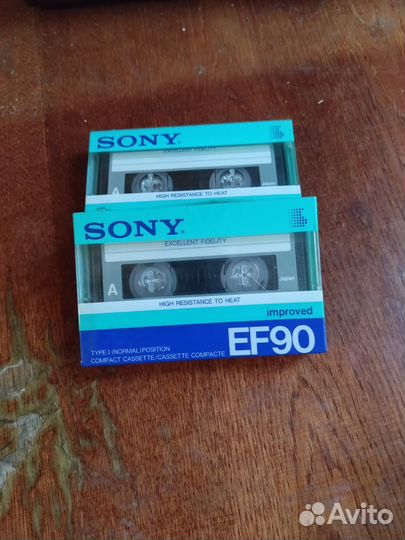 SONY®
EXCELLENT FIDELITY
A
Japan
HIGH RESISTANCE TO HEAT
SONY®
EXCELLENT FIDELITY
A
Japan
HIGH RESISTANCE TO HEAT
improved
TYPE I (NORMAL) POSITION
COMPACT CASSETTE/CASSETTE COMPACTE
EF90
Avito